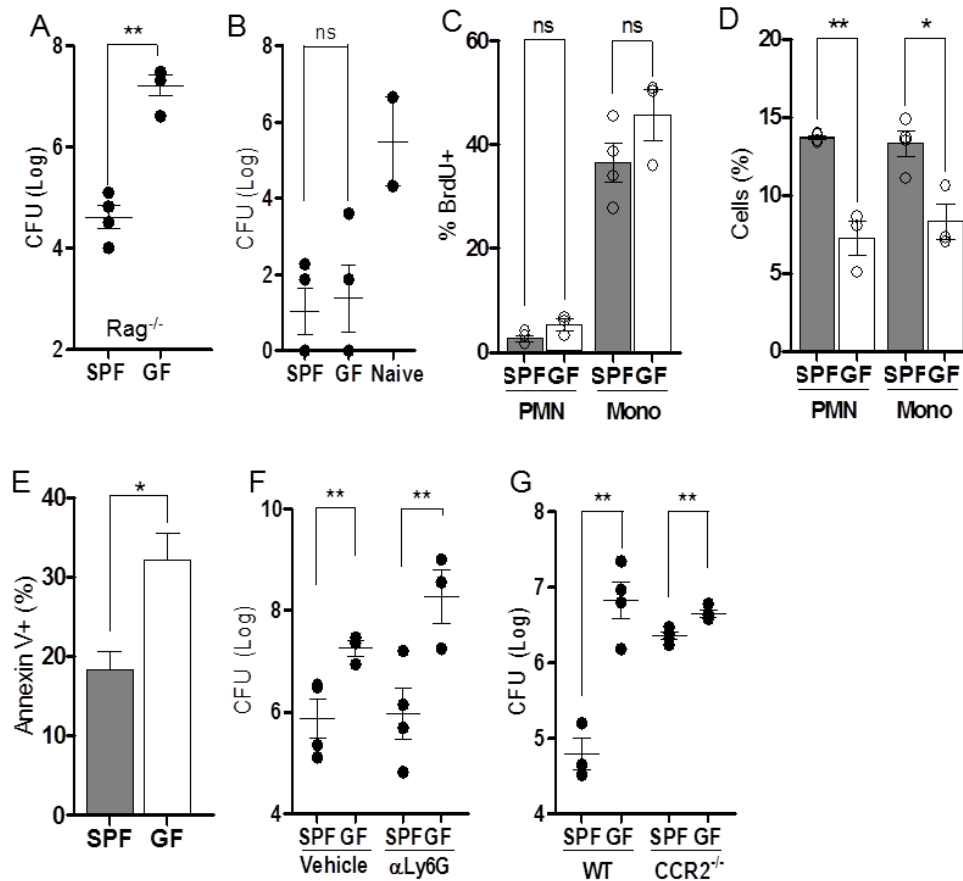 A
B
C
D
**
ns
ns
ns
**
*
8
6
4
2
CFU (Log)
Rag-/-
SPF
GF
8
6
4
2
0
CFU (Log)
SPF
GF
Naive
60
40
20
0
% BrdU+
SPF GF
SPF GF
PMN
Mono
20
15
10
5
0
Cells (%)
SPF GF
SPF GF
PMN
Mono
E
F
G
*
**
**
**
**
40
30
20
10
0
Annexin V+ (%)
SPF
GF
10
8
6
4
CFU (Log)
SPF GF
SPF GF
Vehicle
αLy6G
8
7
6
5
4
CFU (Log)
SPF GF
SPF GF
WT
CCR2-/-